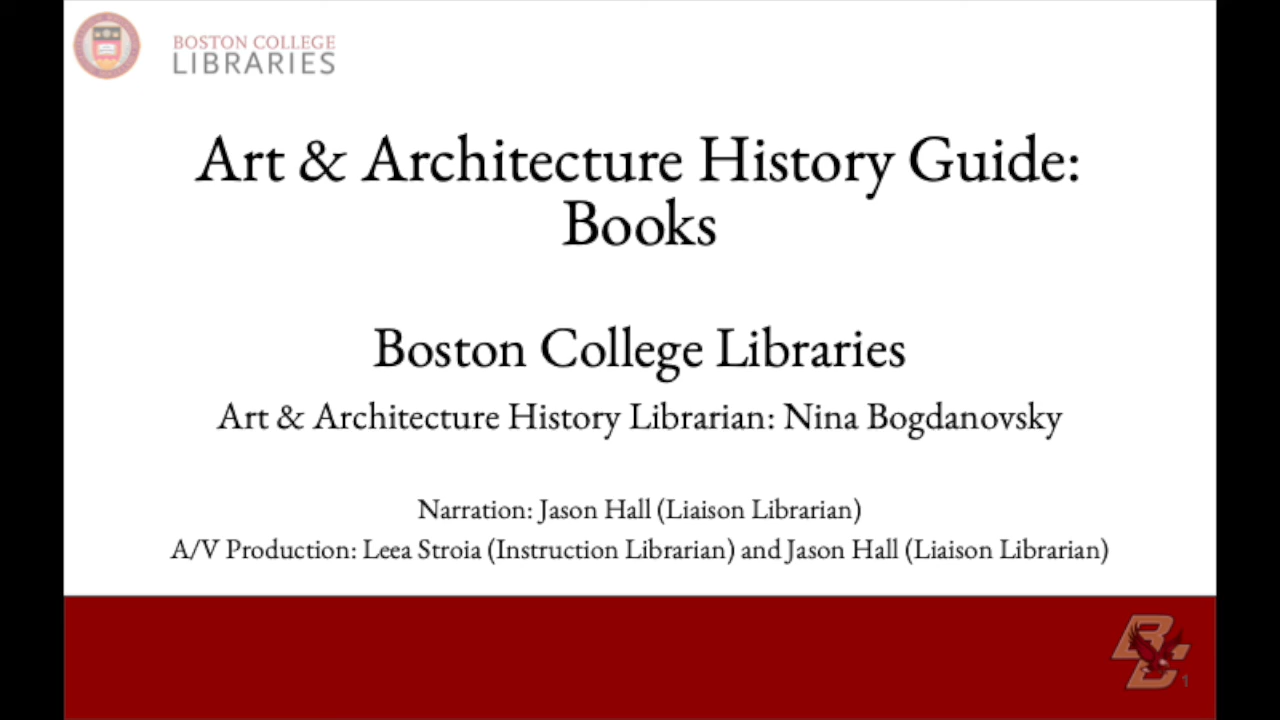 BOSTON COLLEGE
LIBRARIES
Art & Architecture History Guide:
Books
Boston College Libraries
Art & Architecture History Librarian: Nina Bogdanovsky
Narration: Jason Hall (Liaison Librarian)
A/V Production: Leea Stroia (Instruction Librarian) and Jason Hall (Liaison Librarian)
BC
1